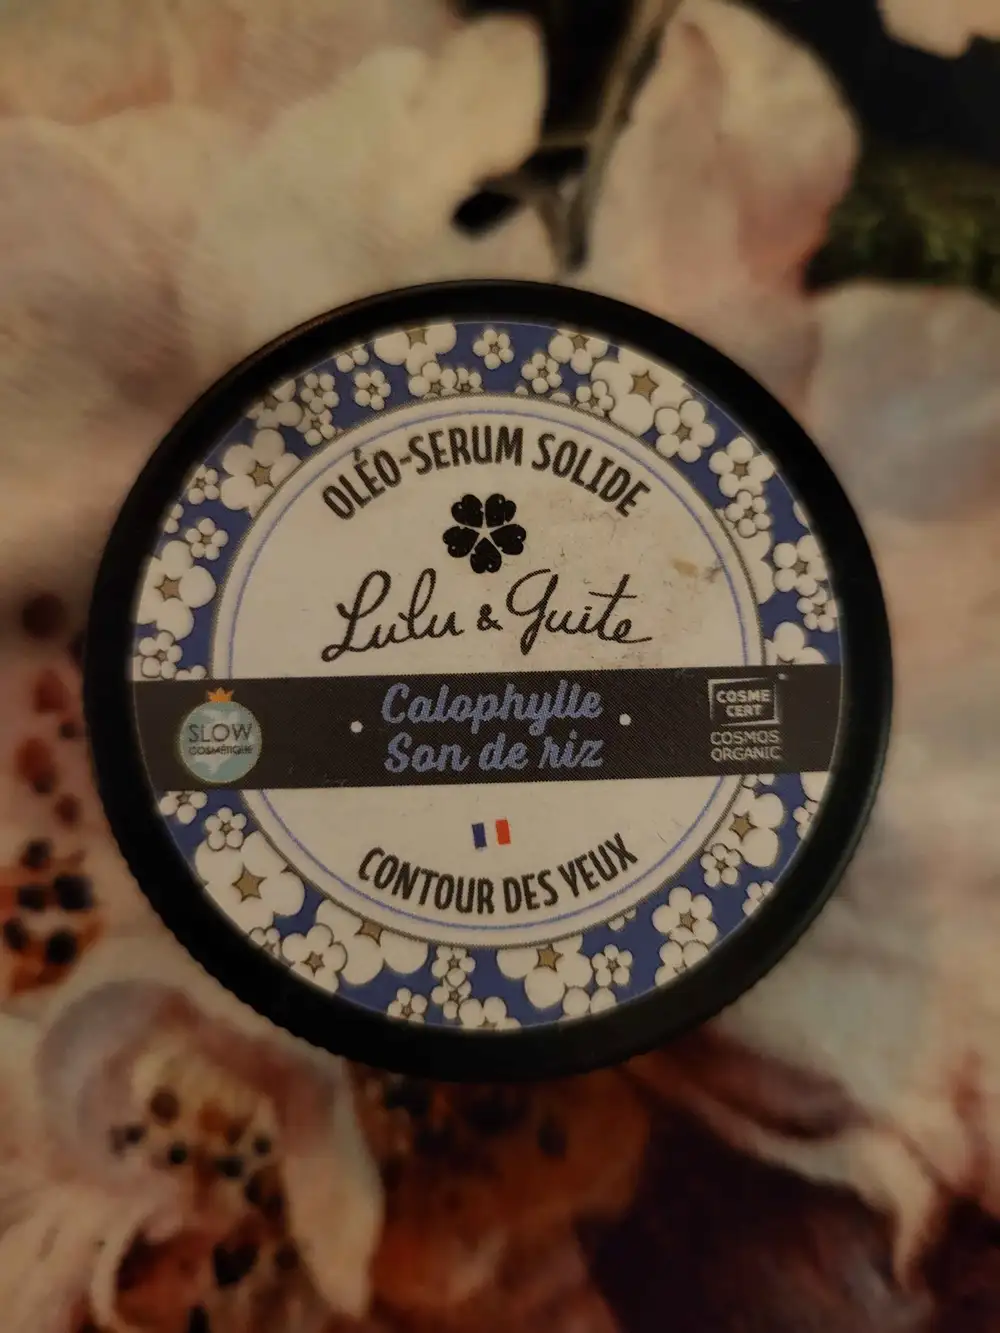 OLÉO-SERUM SOLIDE
Lulu & Guite
Calophylle
Son de riz
SLOW
COSMÉTIQUE
COSME
CERT
COSMOS
ORGANIC
CONTOUR DES YEUX